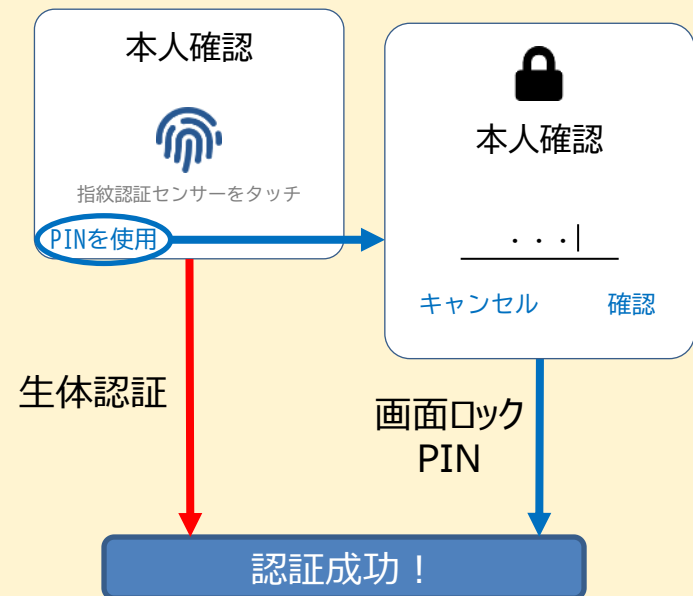 本人確認
指紋認証センサーをタッチ
PINを使用
本人確認
・・・|
キャンセル
確認
生体認証
画面ロック
PIN
認証成功！